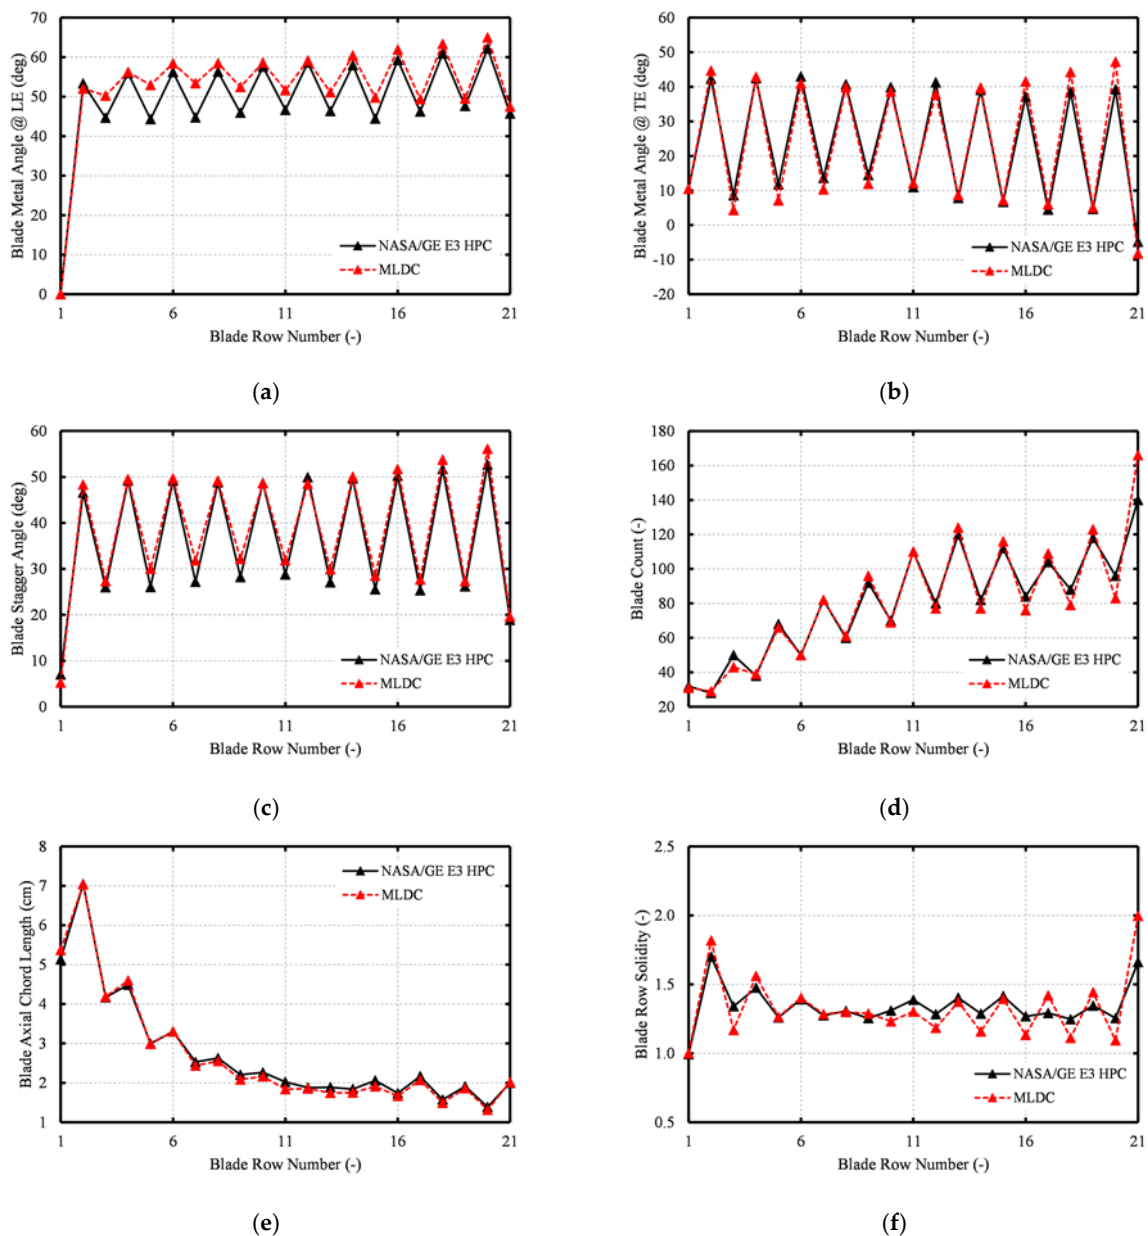 70
60
50
40
30
20
10
0
Blade Metal Angle @ LE (deg)
NASA/GE E3 HPC
MLDC
1 6 11 16 21
Blade Row Number (-)
(a)
60
50
40
30
20
10
0
-10
-20
Blade Metal Angle @ TE (deg)
NASA/GE E3 HPC
MLDC
1 6 11 16 21
Blade Row Number (-)
(b)
60
50
40
30
20
10
0
Blade Stagger Angle (deg)
NASA/GE E3 HPC
MLDC
1 6 11 16 21
Blade Row Number (-)
(c)
180
160
140
120
100
80
60
40
20
Blade Count (-)
NASA/GE E3 HPC
MLDC
1 6 11 16 21
Blade Row Number (-)
(d)
8
7
6
5
4
3
2
1
Blade Axial Chord Length (cm)
NASA/GE E3 HPC
MLDC
1 6 11 16 21
Blade Row Number (-)
(e)
2.5
2.0
1.5
1.0
0.5
Blade Row Solidity (-)
NASA/GE E3 HPC
MLDC
1 6 11 16 21
Blade Row Number (-)
(f)